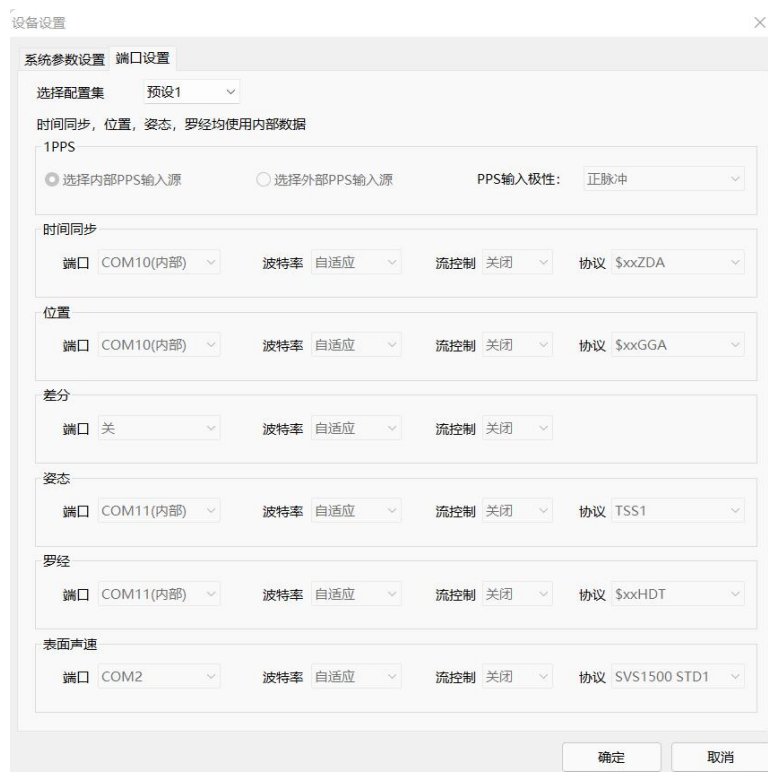 设备设置
系统参数设置 端口设置
选择配置集 预设1
时间同步，位置，姿态，罗经均使用内部数据
1PPS
选择内部PPS输入源 选择外部PPS输入源 PPS输入极性： 正脉冲
时间同步
端口 COM10(内部) 波特率 自适应 流控制 关闭 协议 $xxZDA
位置
端口 COM10(内部) 波特率 自适应 流控制 关闭 协议 $xxGGA
差分
端口 关 波特率 自适应 流控制 关闭
姿态
端口 COM11(内部) 波特率 自适应 流控制 关闭 协议 TSS1
罗经
端口 COM11(内部) 波特率 自适应 流控制 关闭 协议 $xxHDT
表面声速
端口 COM2 波特率 自适应 流控制 关闭 协议 SVS1500 STD1
确定 取消